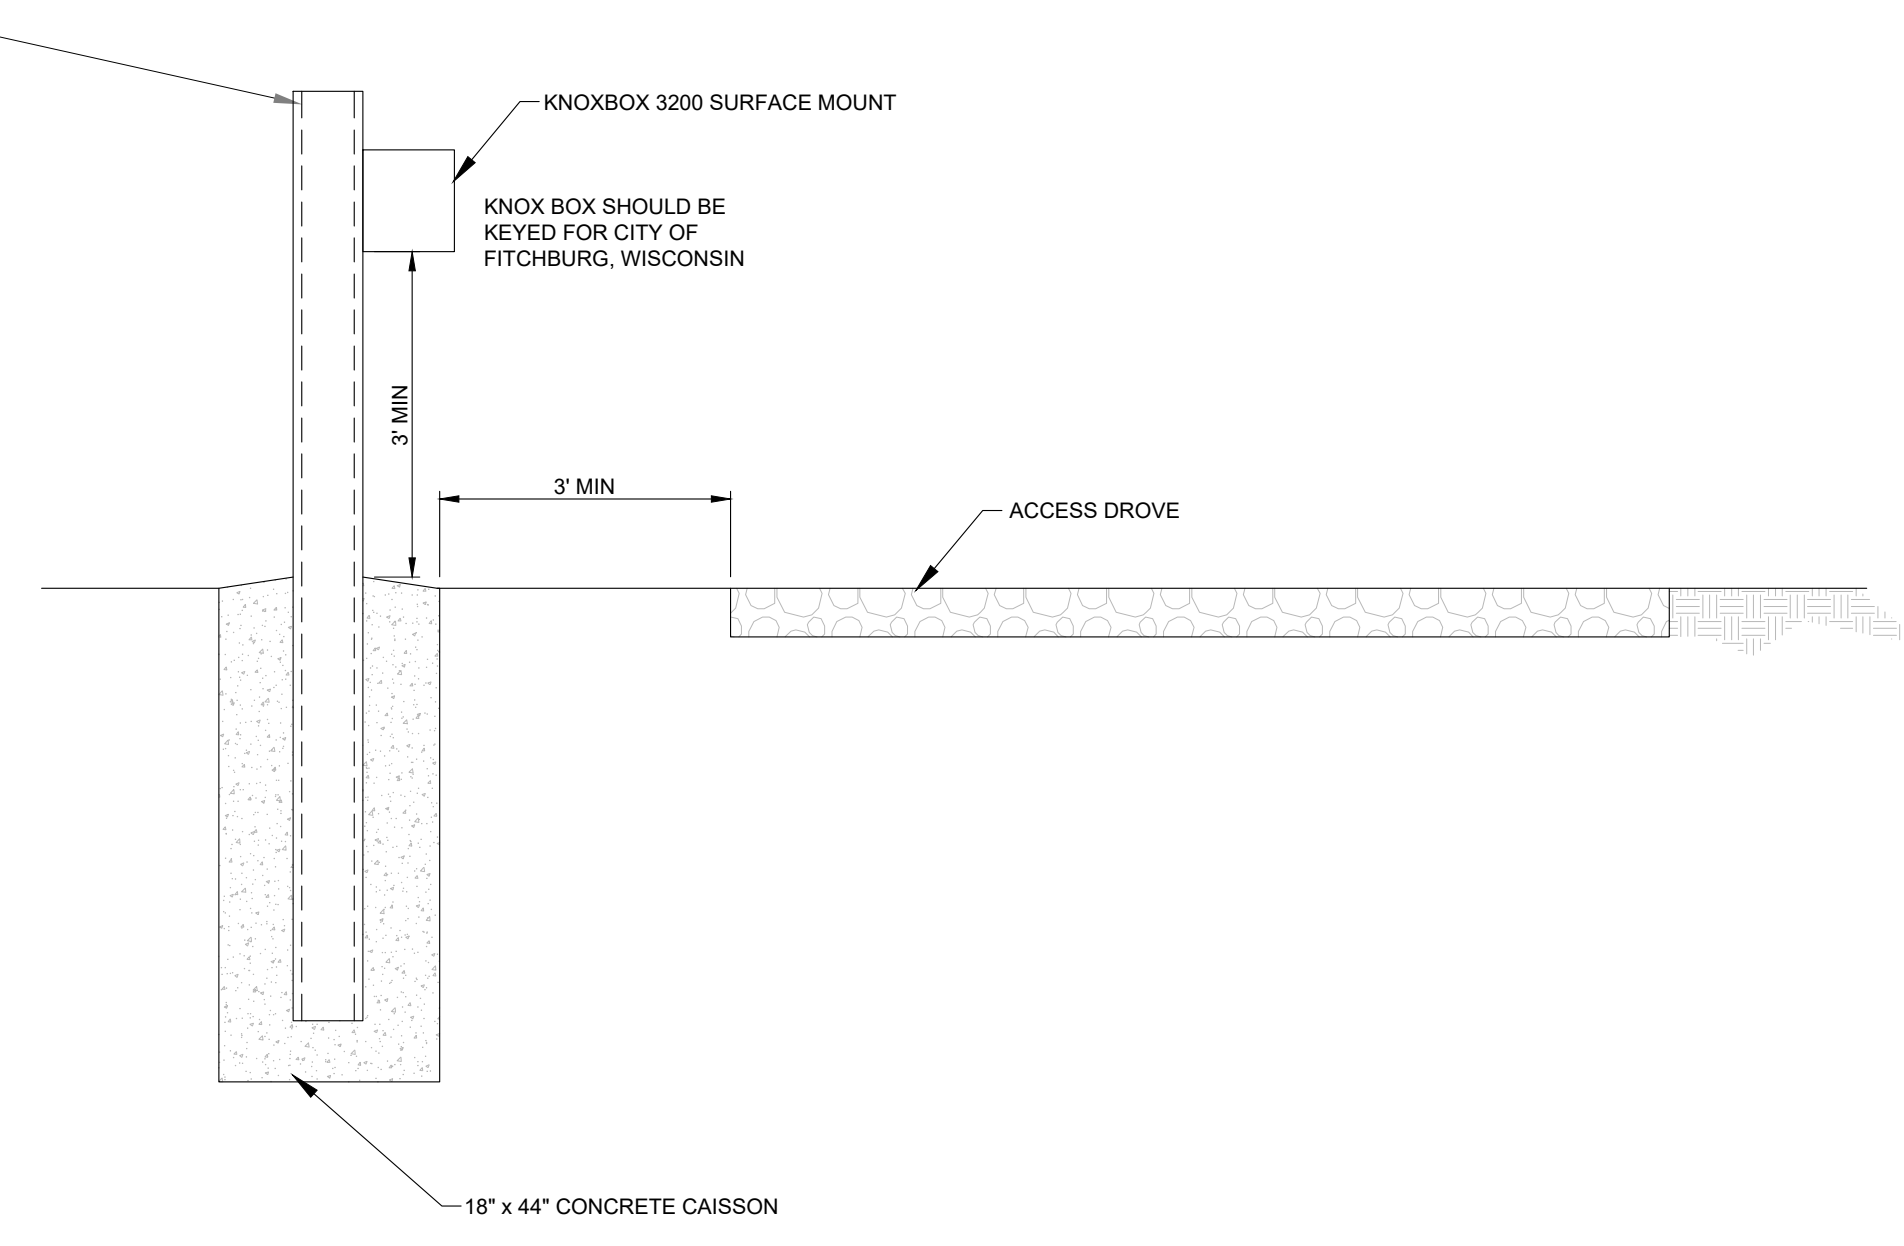 KNOXBOX 3200 SURFACE MOUNT
KNOX BOX SHOULD BE
KEYED FOR CITY OF
FITCHBURG, WISCONSIN
3' MIN
3' MIN
ACCESS DROVE
18" x 44" CONCRETE CAISSON